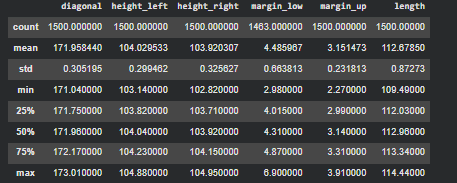 diagonal height_left height_right margin_low margin_up length
count 1500.000000 1500.000000 1500.000000 1463.000000 1500.000000 1500.00000
mean 171.958440 104.029533 103.920307 4.485967 3.151473 112.67850
std 0.305195 0.299462 0.325627 0.663813 0.231813 0.87273
min 171.040000 103.140000 102.820000 2.980000 2.270000 109.49000
25% 171.750000 103.820000 103.710000 4.015000 2.990000 112.03000
50% 171.960000 104.040000 103.920000 4.310000 3.140000 112.96000
75% 172.170000 104.230000 104.150000 4.870000 3.310000 113.34000
max 173.010000 104.880000 104.950000 6.900000 3.910000 114.44000